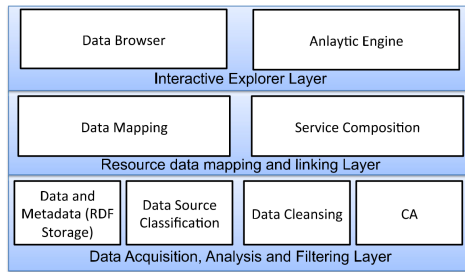 Data Browser
Anlaytic Engine
Interactive Explorer Layer
Data Mapping
Service Composition
Resource data mapping and linking Layer
Data and
Metadata (RDF
Storage)
Data Source
Classification
Data Cleansing
CA
Data Acquisition, Analysis and Filtering Layer